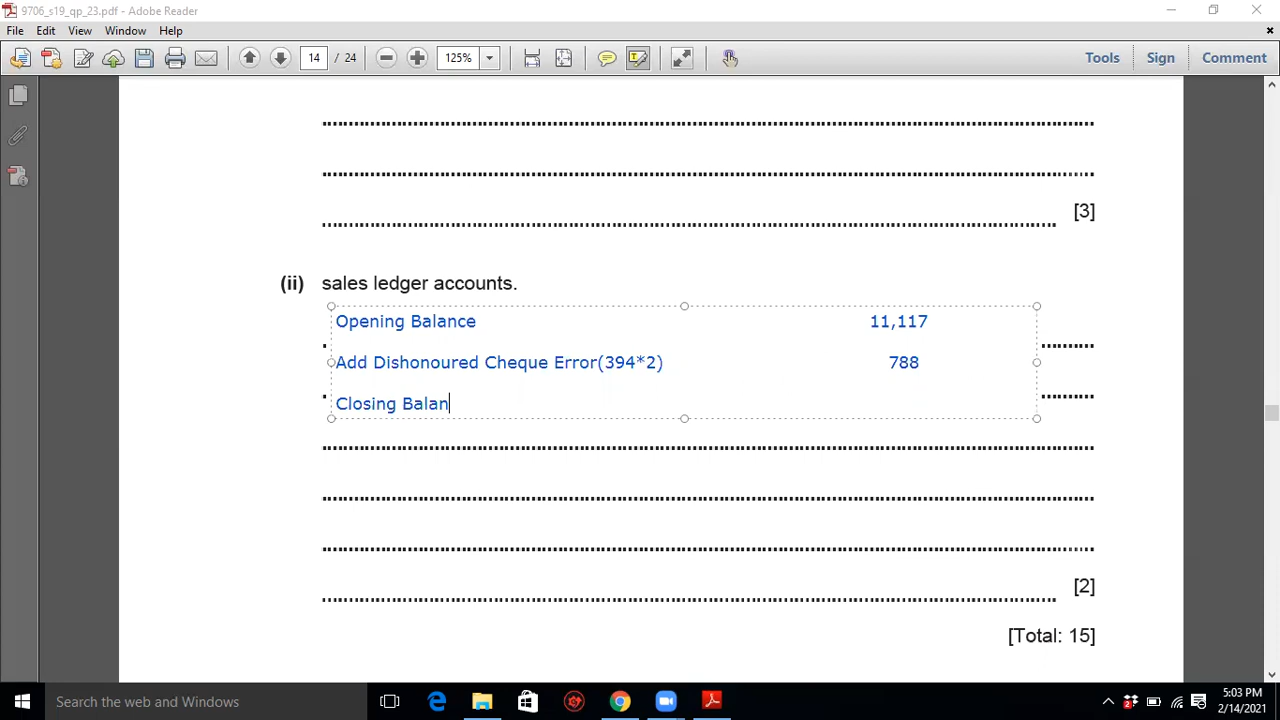 9706_s19_qp_23.pdf - Adobe Reader
File Edit View Window Help
14 / 24 125% Tools Sign Comment
[3]
(ii) sales ledger accounts.
Opening Balance 11,117
Add Dishonoured Cheque Error(394*2) 788
Closing Balan
[2]
[Total: 15]
Search the web and Windows
2
5:03 PM
2/14/2021